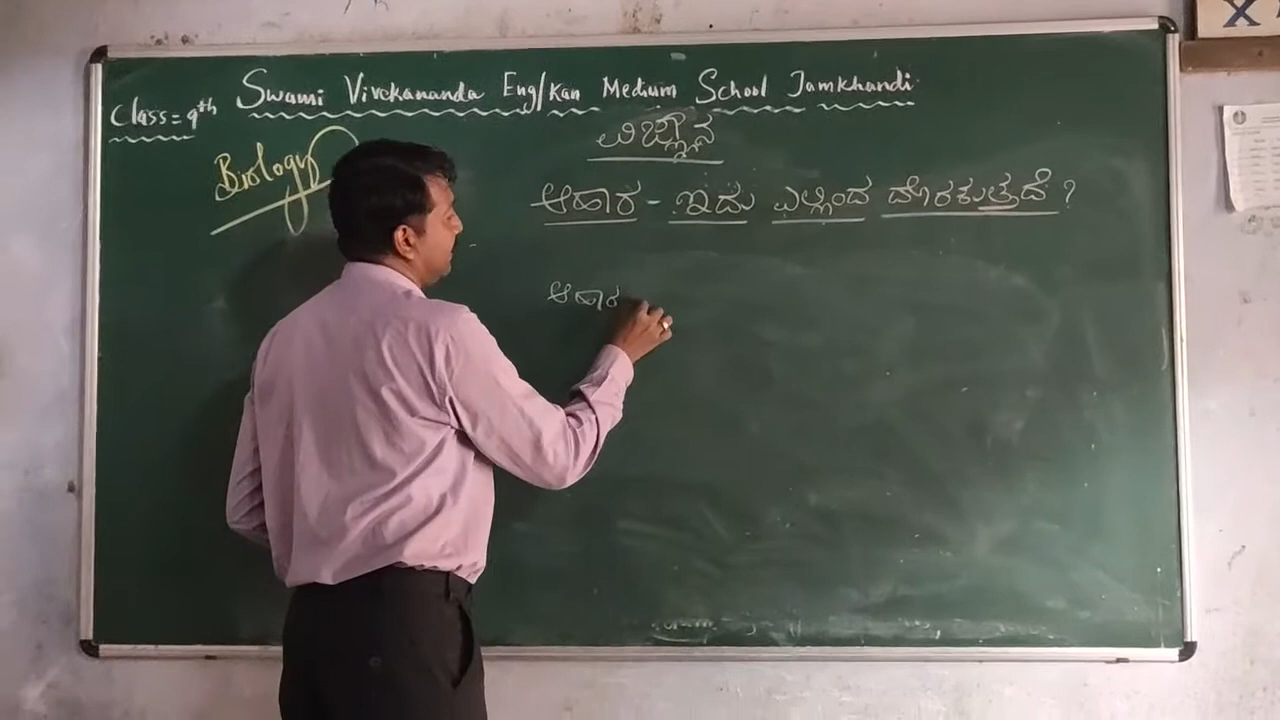 Swami Vivekananda Eng/Kan Medium School Jamkhandi
Class = 9th
Biology
ವಿಜ್ಞಾನ
ಆಹಾರ - ಇದು ಎಲ್ಲಿಂದ ದೊರಕುತ್ತದೆ ?
ಆಹಾರ
X